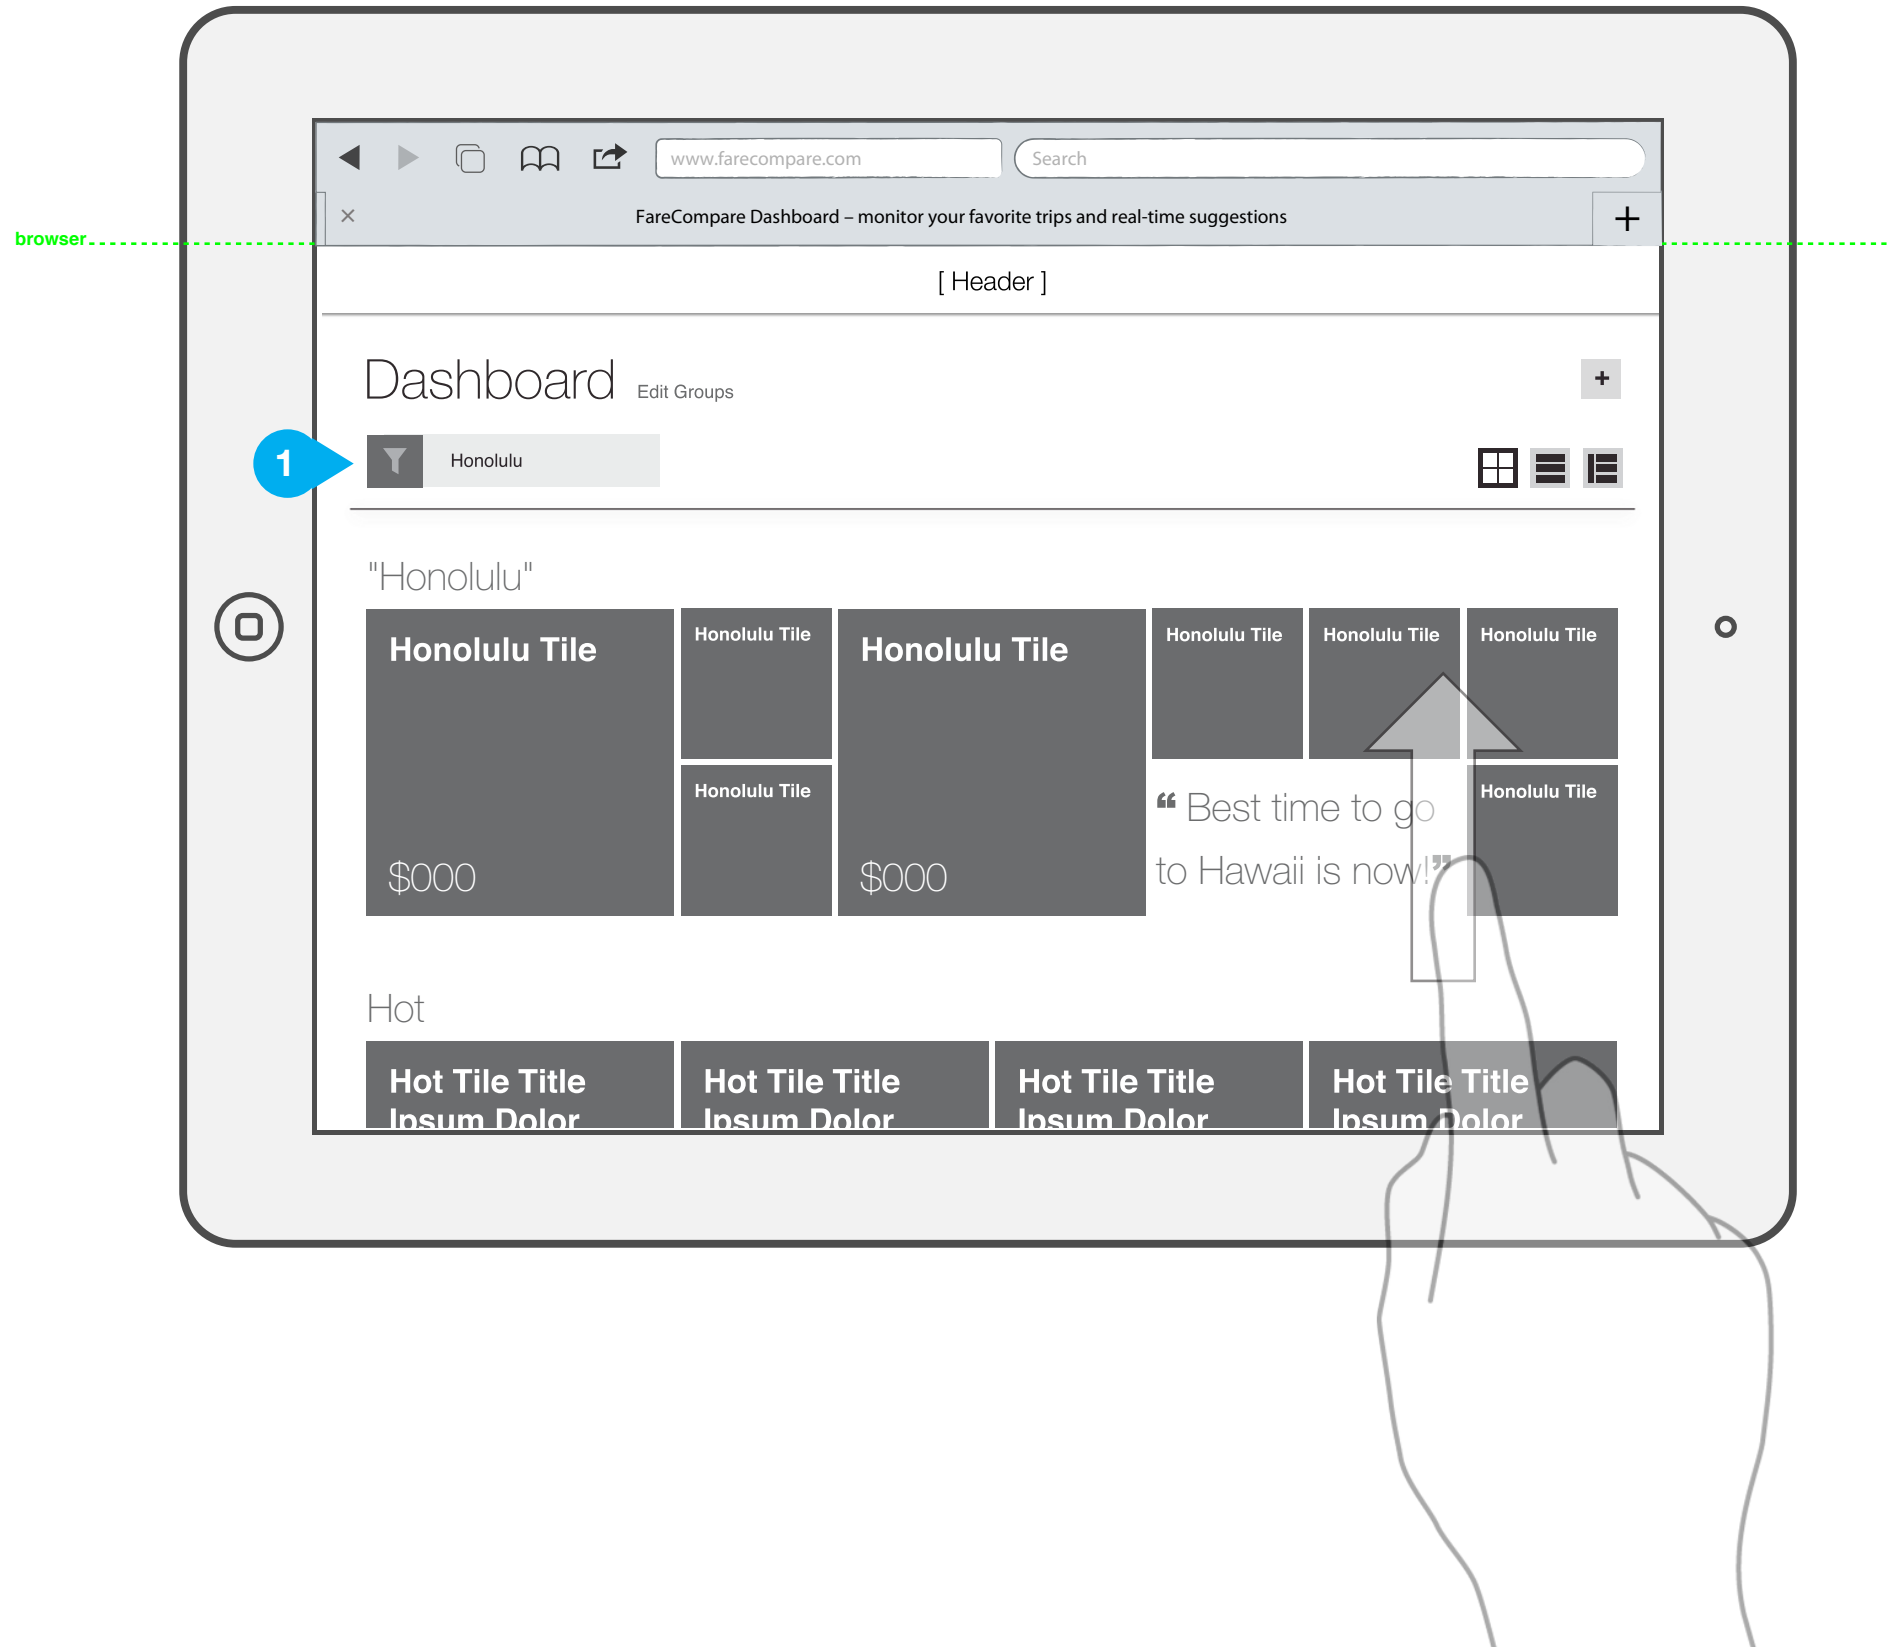 www.farecompare.com
Search
FareCompare Dashboard – monitor your favorite trips and real-time suggestions
browser
[ Header ]
Dashboard Edit Groups
+
1
Honolulu
"Honolulu"
Honolulu Tile
$000
Honolulu Tile
Honolulu Tile
Honolulu Tile
$000
Honolulu Tile
Honolulu Tile
Honolulu Tile
“ Best time to go
to Hawaii is now!”
Honolulu Tile
Hot
Hot Tile Title
Ipsum Dolor
Hot Tile Title
Ipsum Dolor
Hot Tile Title
Ipsum Dolor
Hot Tile Title
Ipsum Dolor